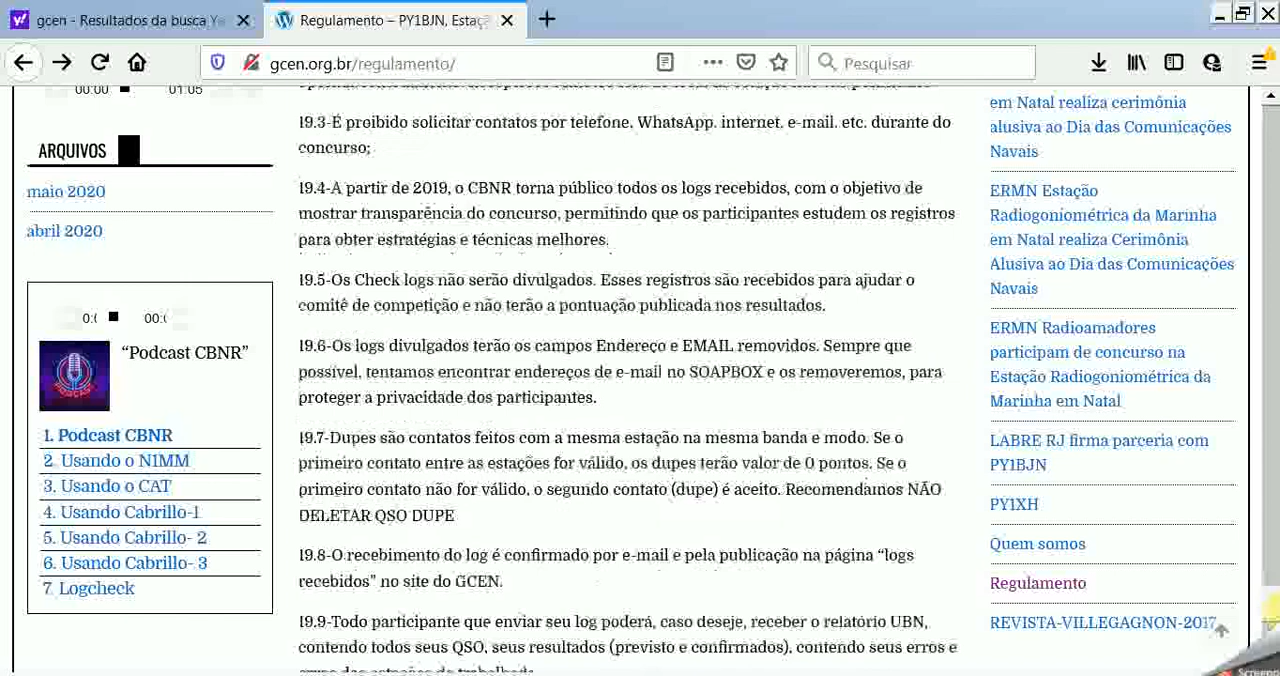 gcen - Resultados da busca Ya
Regulamento – PY1BJN, Estaç
gcen.org.br/regulamento/
Pesquisar
00:00
01:05
ARQUIVOS
maio 2020
abril 2020
“Podcast CBNR”
1. Podcast CBNR
2. Usando o N1MM
3. Usando o CAT
4. Usando Cabrillo-1
5. Usando Cabrillo- 2
6. Usando Cabrillo- 3
7. Logcheck
19.3-É proibido solicitar contatos por telefone, WhatsApp, internet, e-mail, etc. durante do
concurso;
19.4-A partir de 2019, o CBNR torna público todos os logs recebidos, com o objetivo de
mostrar transparência do concurso, permitindo que os participantes estudem os registros
para obter estratégias e técnicas melhores.
19.5-Os Check logs não serão divulgados. Esses registros são recebidos para ajudar o
comitê de competição e não terão a pontuação publicada nos resultados.
19.6-Os logs divulgados terão os campos Endereço e EMAIL removidos. Sempre que
possível, tentamos encontrar endereços de e-mail no SOAPBOX e os removeremos, para
proteger a privacidade dos participantes.
19.7-Dupes são contatos feitos com a mesma estação na mesma banda e modo. Se o
primeiro contato entre as estações for válido, os dupes terão valor de 0 pontos. Se o
primeiro contato não for válido, o segundo contato (dupe) é aceito. Recomendamos NÃO
DELETAR QSO DUPE
19.8-O recebimento do log é confirmado por e-mail e pela publicação na página “logs
recebidos” no site do GCEN.
19.9-Todo participante que enviar seu log poderá, caso deseje, receber o relatório UBN,
contendo todos seus QSO, seus resultados (previsto e confirmados), contendo seus erros e
em Natal realiza cerimônia
alusiva ao Dia das Comunicações
Navais
ERMN Estação
Radiogoniométrica da Marinha
em Natal realiza Cerimônia
Alusiva ao Dia das Comunicações
Navais
ERMN Radioamadores
participam de concurso na
Estação Radiogoniométrica da
Marinha em Natal
LABRE RJ firma parceria com
PY1BJN
PY1XH
Quem somos
Regulamento
REVISTA-VILLEGAGNON-2017